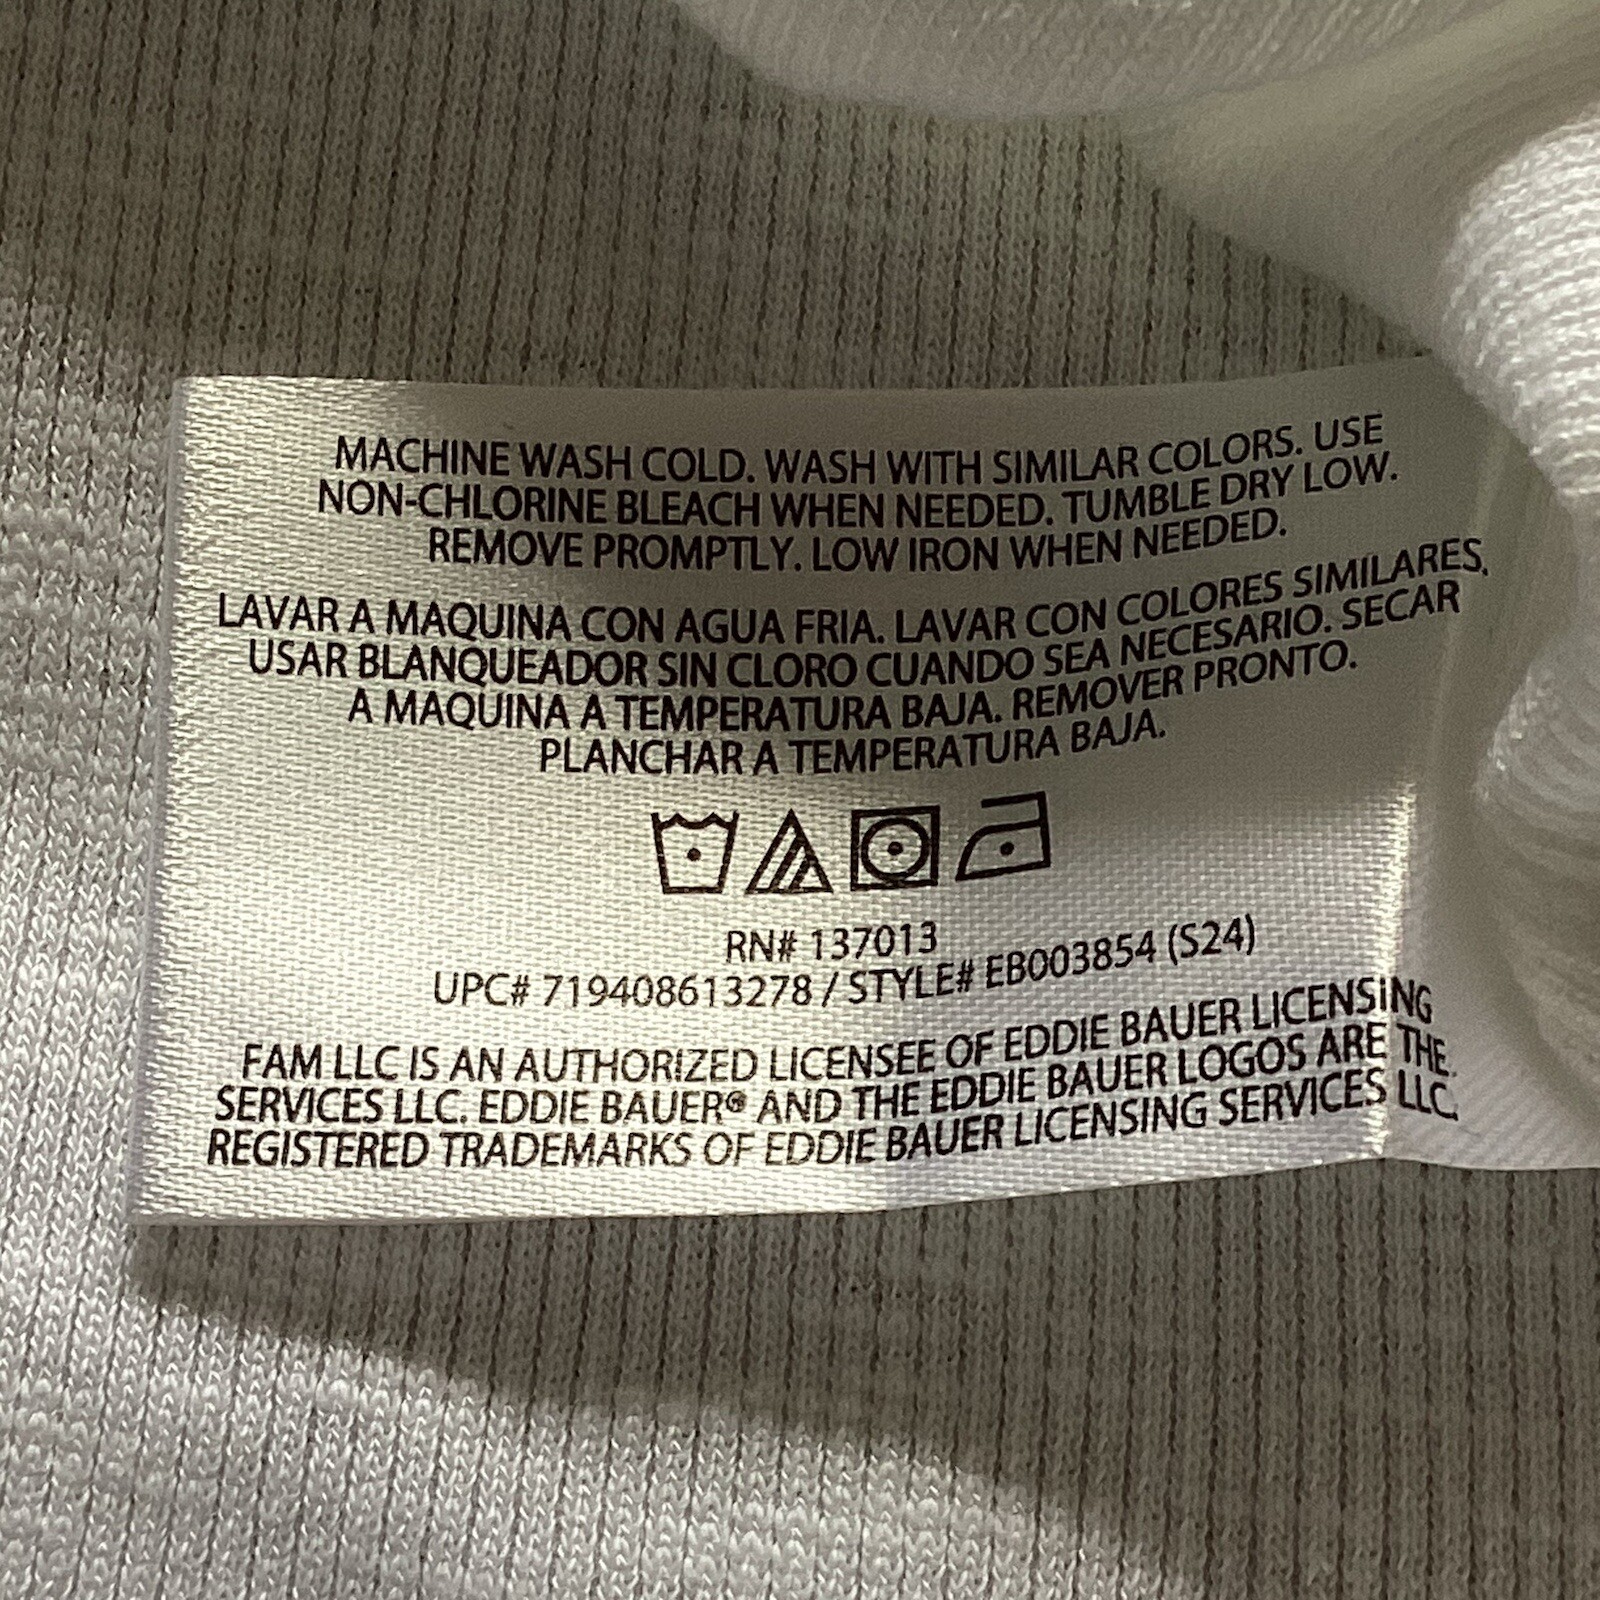 MACHINE WASH COLD. WASH WITH SIMILAR COLORS. USE
NON-CHLORINE BLEACH WHEN NEEDED. TUMBLE DRY LOW.
REMOVE PROMPTLY. LOW IRON WHEN NEEDED.
LAVAR A MAQUINA CON AGUA FRIA. LAVAR CON COLORES SIMILARES.
USAR BLANQUEADOR SIN CLORO CUANDO SEA NECESARIO. SECAR
A MAQUINA A TEMPERATURA BAJA. REMOVER PRONTO.
PLANCHAR A TEMPERATURA BAJA.
RN# 137013
UPC# 719408613278 / STYLE# EB003854 (S24)
FAM LLC IS AN AUTHORIZED LICENSEE OF EDDIE BAUER LICENSING
SERVICES LLC. EDDIE BAUER® AND THE EDDIE BAUER LOGOS ARE THE
REGISTERED TRADEMARKS OF EDDIE BAUER LICENSING SERVICES LLC.